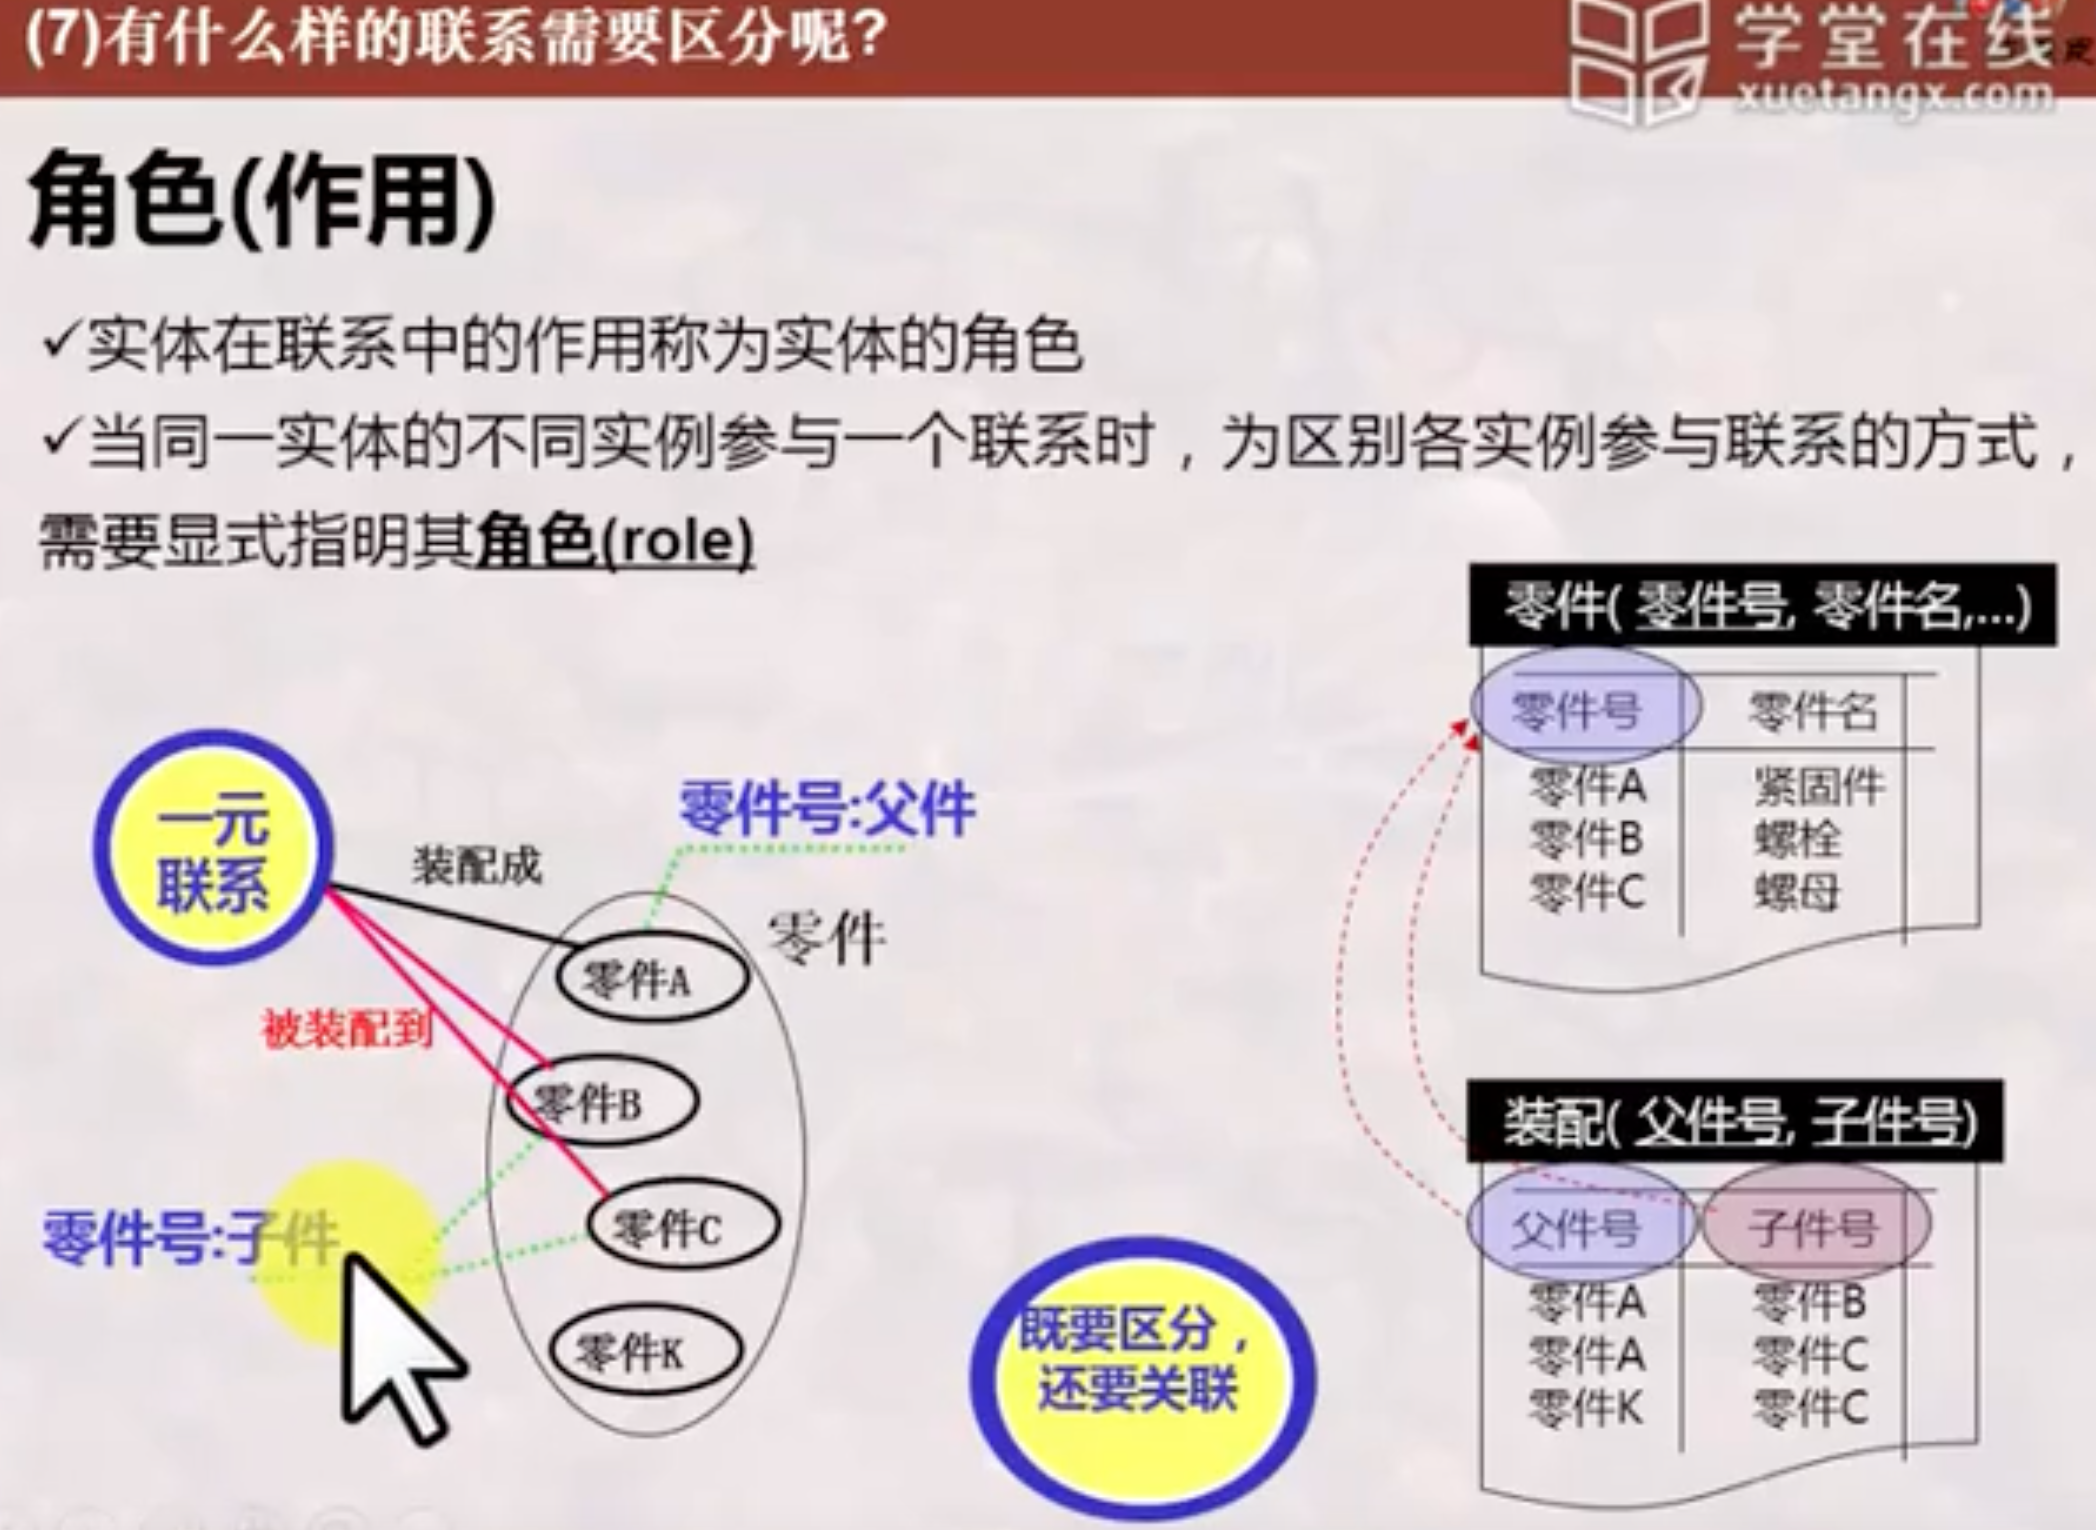 (7)有什么样的联系需要区分呢?
学堂在线
xuetangx.com
角色(作用)
✓实体在联系中的作用称为实体的角色
✓当同一实体的不同实例参与一个联系时，为区别各实例参与联系的方式，
需要显式指明其角色(role)
一元
联系
装配成
被装配到
零件号:父件
零件
零件A
零件B
零件C
零件K
零件号:子件
既要区分，
还要关联
零件( 零件号, 零件名,...)
零件号 零件名
零件A 紧固件
零件B 螺栓
零件C 螺母
装配( 父件号, 子件号)
父件号 子件号
零件A 零件B
零件A 零件C
零件K 零件C